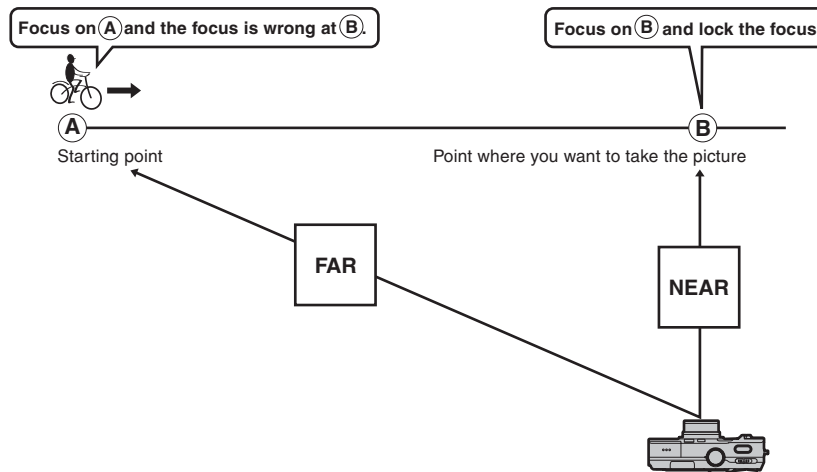 Focus on Ⓐ and the focus is wrong at Ⓑ.
Focus on Ⓑ and lock the focus
A
B
Starting point
Point where you want to take the picture
FAR
NEAR